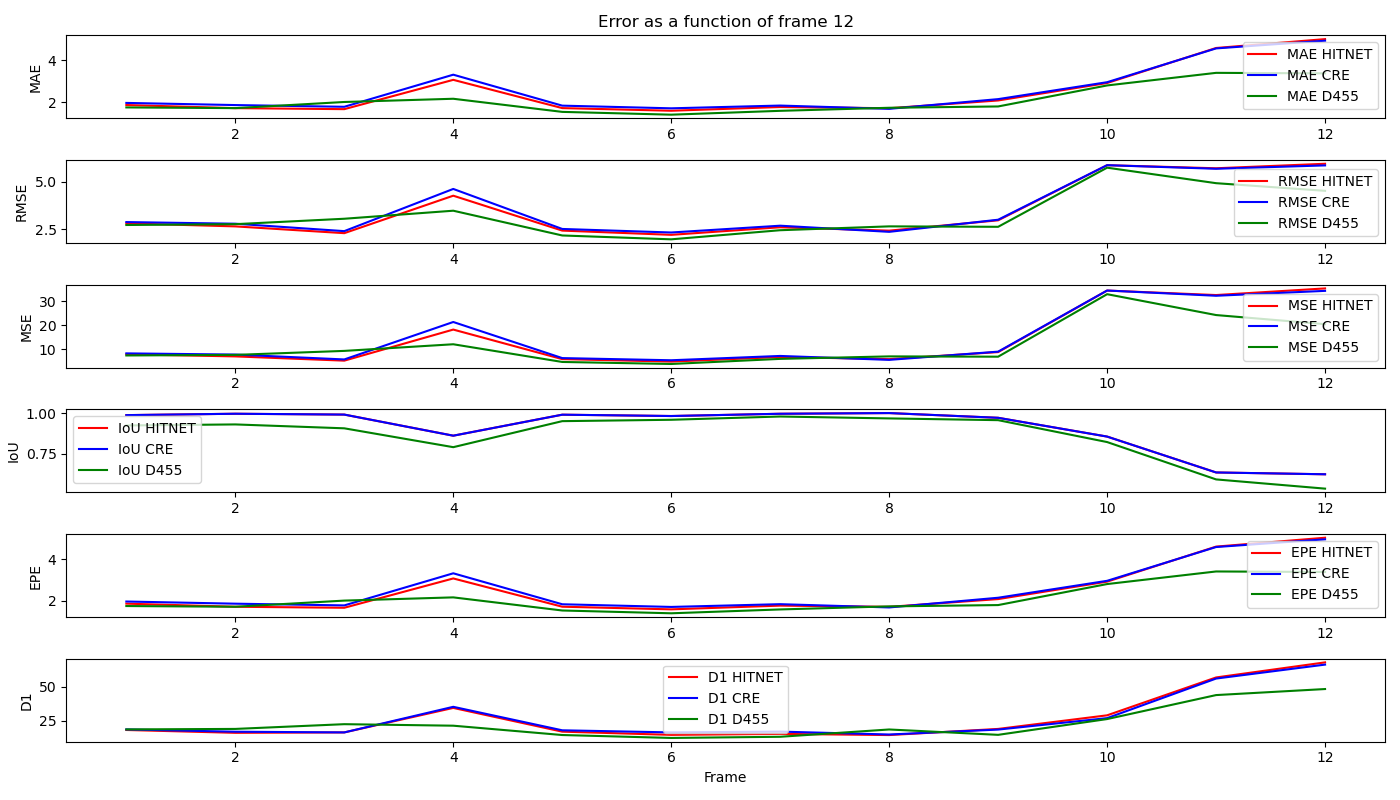 Error as a function of frame 12
MAE
4
2
MAE HITNET
MAE CRE
MAE D455
2 4 6 8 10 12
RMSE
5.0
2.5
RMSE HITNET
RMSE CRE
RMSE D455
2 4 6 8 10 12
MSE
30
20
10
MSE HITNET
MSE CRE
MSE D455
2 4 6 8 10 12
IoU
1.00
0.75
IoU HITNET
IoU CRE
IoU D455
2 4 6 8 10 12
EPE
4
2
EPE HITNET
EPE CRE
EPE D455
2 4 6 8 10 12
D1
50
25
D1 HITNET
D1 CRE
D1 D455
2 4 6 8 10 12
Frame